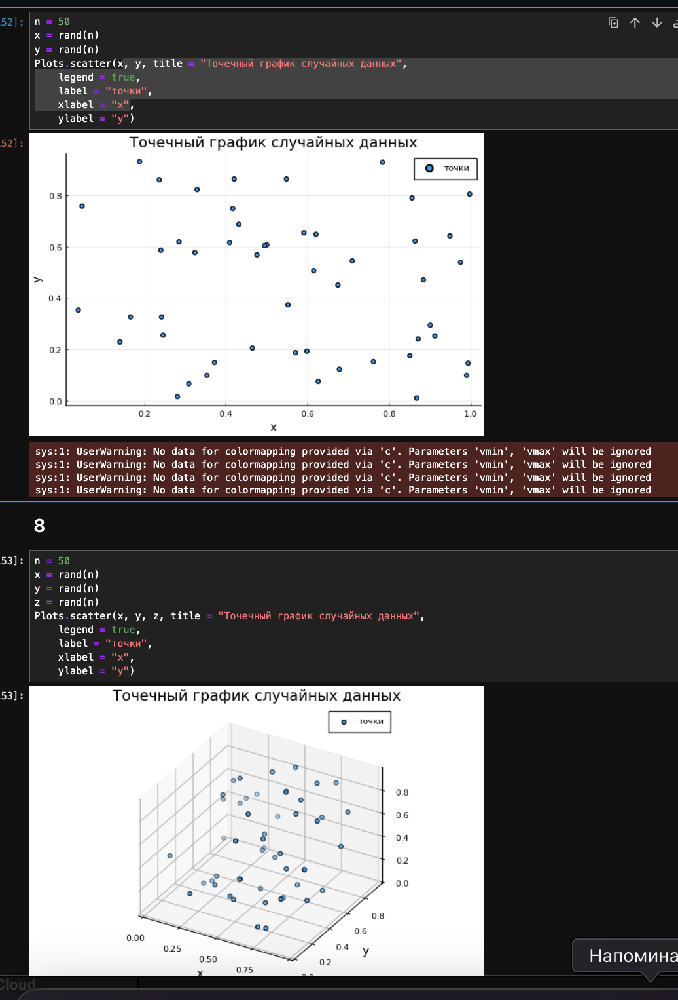 52]:
n = 50
x = rand(n)
y = rand(n)
Plots.scatter(x, y, title = "Точечный график случайных данных",
    legend = true,
    label = "точки",
    xlabel = "x",
    ylabel = "y")
52]:
Точечный график случайных данных
точки
0.8
0.6
0.4
0.2
0.0
y
0.2 0.4 0.6 0.8 1.0
x
sys:1: UserWarning: No data for colormapping provided via 'c'. Parameters 'vmin', 'vmax' will be ignored
sys:1: UserWarning: No data for colormapping provided via 'c'. Parameters 'vmin', 'vmax' will be ignored
sys:1: UserWarning: No data for colormapping provided via 'c'. Parameters 'vmin', 'vmax' will be ignored
sys:1: UserWarning: No data for colormapping provided via 'c'. Parameters 'vmin', 'vmax' will be ignored
8
53]:
n = 50
x = rand(n)
y = rand(n)
z = rand(n)
Plots.scatter(x, y, z, title = "Точечный график случайных данных",
    legend = true,
    label = "точки",
    xlabel = "x",
    ylabel = "y")
53]:
Точечный график случайных данных
точки
0.8
0.6
0.4
0.2
0.0
0.8
0.6
0.4
0.2
y
0.00
0.25
0.50
0.75
x
Напомина
Cloud